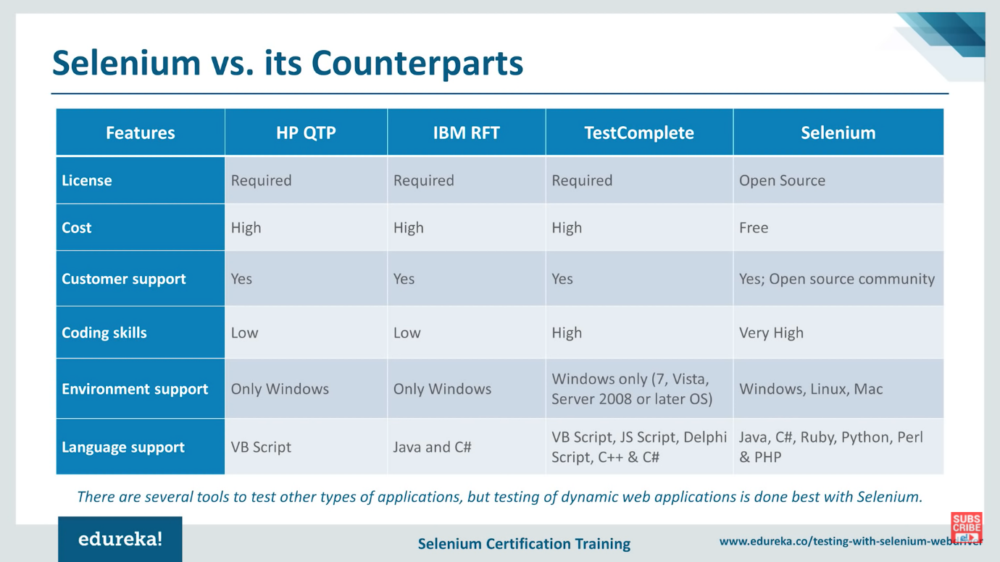 Selenium vs. its Counterparts
Features HP QTP IBM RFT TestComplete Selenium
License Required Required Required Open Source
Cost High High High Free
Customer support Yes Yes Yes Yes; Open source community
Coding skills Low Low High Very High
Environment support Only Windows Only Windows Windows only (7, Vista, Server 2008 or later OS) Windows, Linux, Mac
Language support VB Script Java and C# VB Script, JS Script, Delphi Script, C++ & C# Java, C#, Ruby, Python, Perl & PHP
There are several tools to test other types of applications, but testing of dynamic web applications is done best with Selenium.
SUBS
CRIBE
e!
edureka!
Selenium Certification Training
www.edureka.co/testing-with-selenium-webdriver